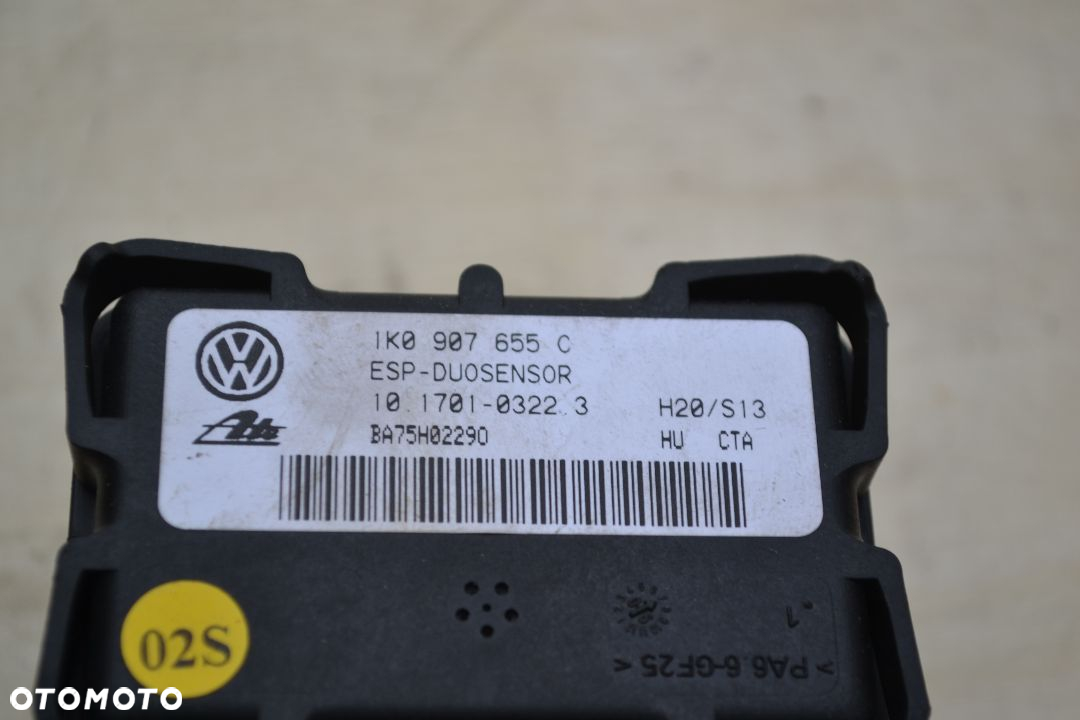 1K0 907 655 C
ESP-DUOSENSOR
10.1701-0322.3 H20/S13
Ate BA75H02290 HU CTA
02S
.1
>PA6.6-GF25<
OTOMOTO